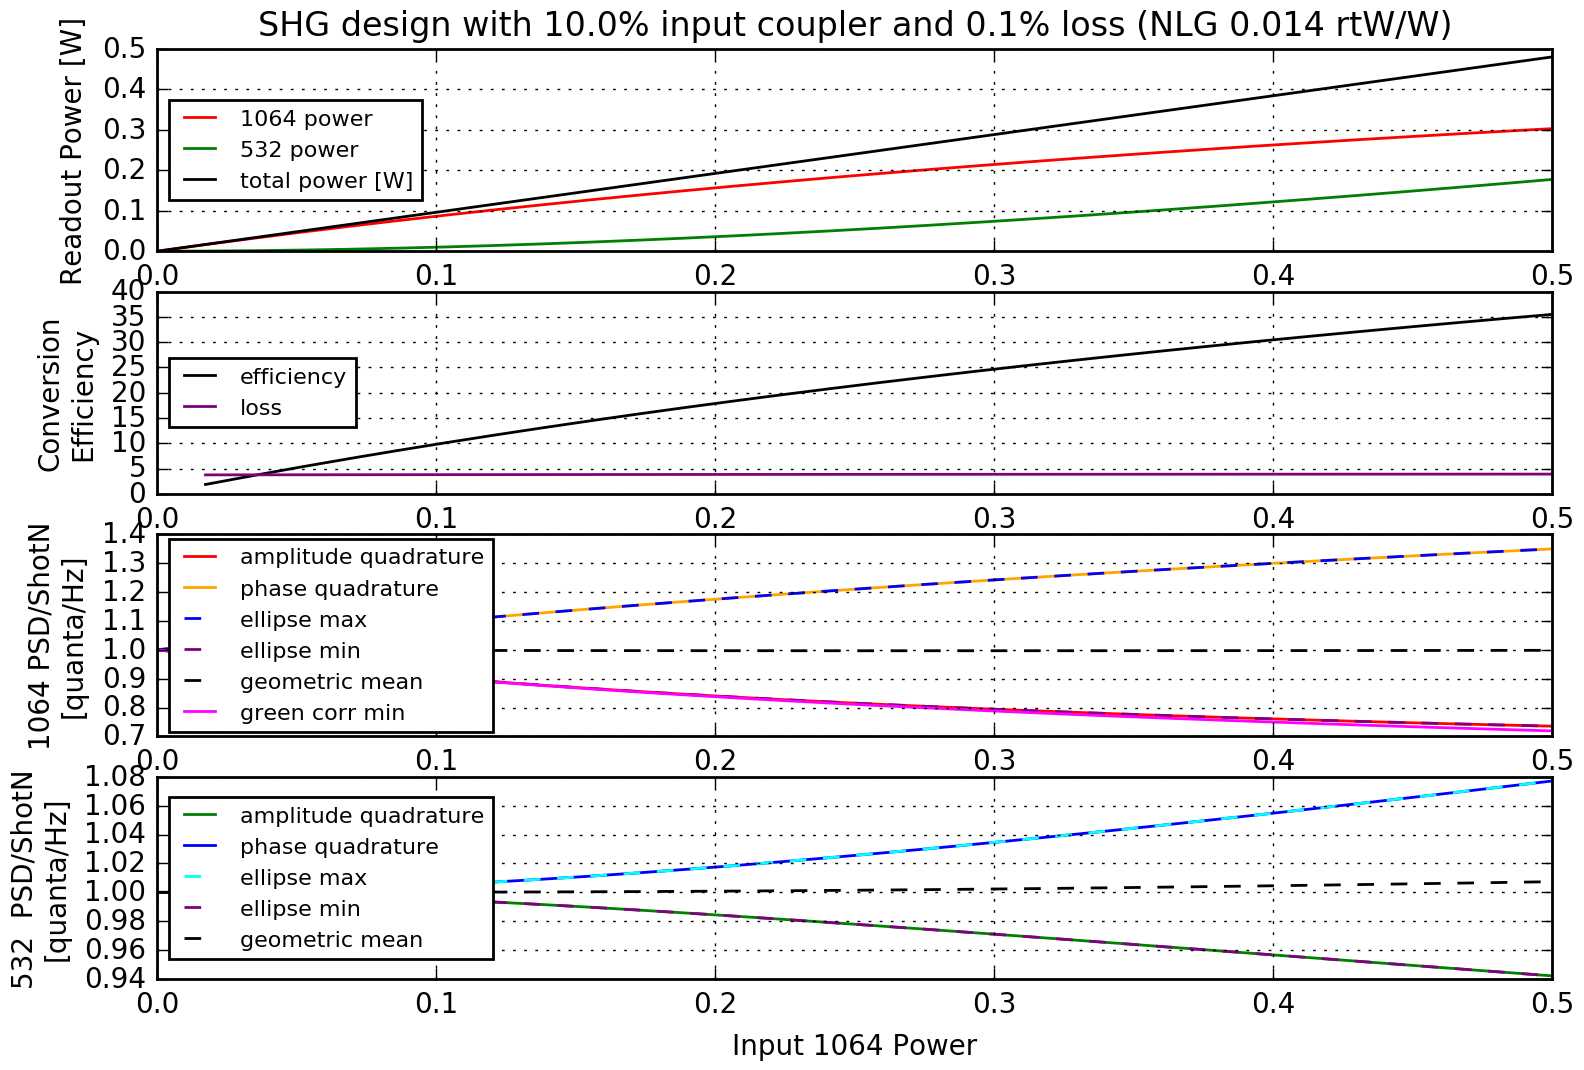 SHG design with 10.0% input coupler and 0.1% loss (NLG 0.014 rtW/W)
Readout Power [W]
0.5
0.4
0.3
0.2
0.1
0.0
1064 power
532 power
total power [W]
0.0 0.1 0.2 0.3 0.4 0.5
Conversion
Efficiency
40
35
30
25
20
15
10
5
0
efficiency
loss
0.0 0.1 0.2 0.3 0.4 0.5
1064 PSD/ShotN
[quanta/Hz]
1.4
1.3
1.2
1.1
1.0
0.9
0.8
0.7
amplitude quadrature
phase quadrature
ellipse max
ellipse min
geometric mean
green corr min
0.0 0.1 0.2 0.3 0.4 0.5
532 PSD/ShotN
[quanta/Hz]
1.08
1.06
1.04
1.02
1.00
0.98
0.96
0.94
amplitude quadrature
phase quadrature
ellipse max
ellipse min
geometric mean
0.0 0.1 0.2 0.3 0.4 0.5
Input 1064 Power